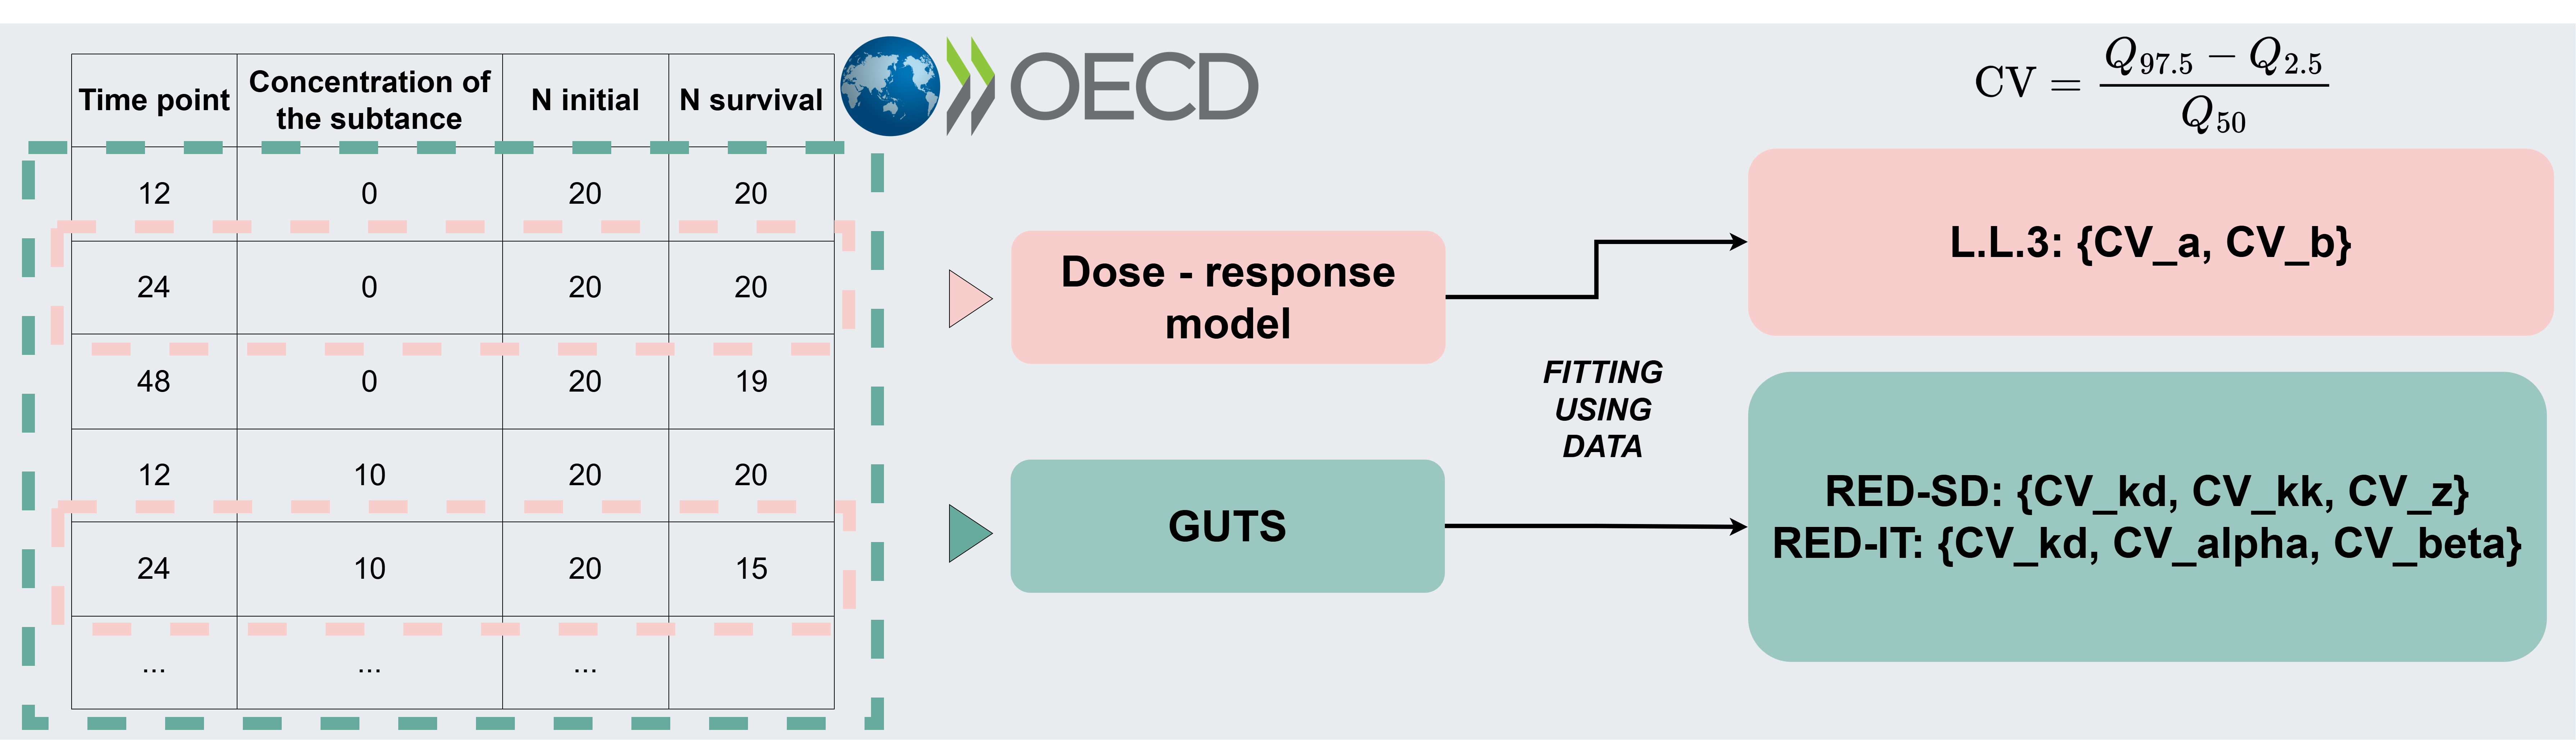 Time point
Concentration of
the subtance
N initial
N survival
12
0
20
20
24
0
20
20
48
0
20
19
12
10
20
20
24
10
20
15
...
...
...
OECD
Dose - response
model
GUTS
FITTING
USING
DATA
CV = (Q97.5 − Q2.5) / Q50
L.L.3: {CV_a, CV_b}
RED-SD: {CV_kd, CV_kk, CV_z}
RED-IT: {CV_kd, CV_alpha, CV_beta}